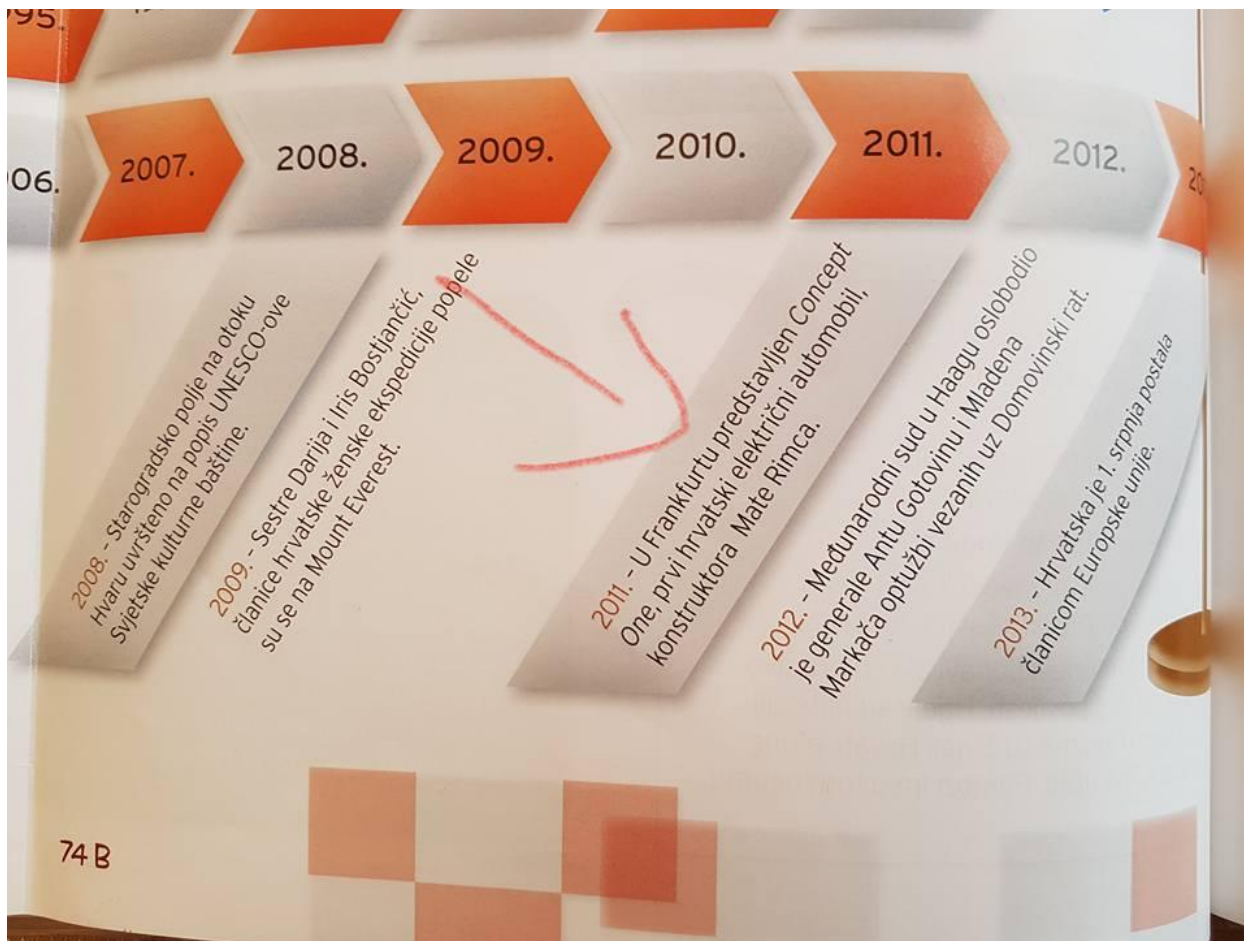 95.
06.
2007.
2008.
2009.
2010.
2011.
2012.
2008. - Starogradsko polje na otoku
Hvaru uvršteno na popis UNESCO-ove
Svjetske kulturne baštine.
2009. - Sestre Darija i Iris Bostjančić,
članice hrvatske ženske ekspedicije popele
su se na Mount Everest.
2011. - U Frankfurtu predstavljen Concept
One, prvi hrvatski električni automobil,
konstruktora Mate Rimca.
2012. - Međunarodni sud u Haagu oslobodio
je generale Antu Gotovinu i Mladena
Markača optužbi vezanih uz Domovinski rat.
2013. - Hrvatska je 1. srpnja postala
članicom Europske unije.
74 B